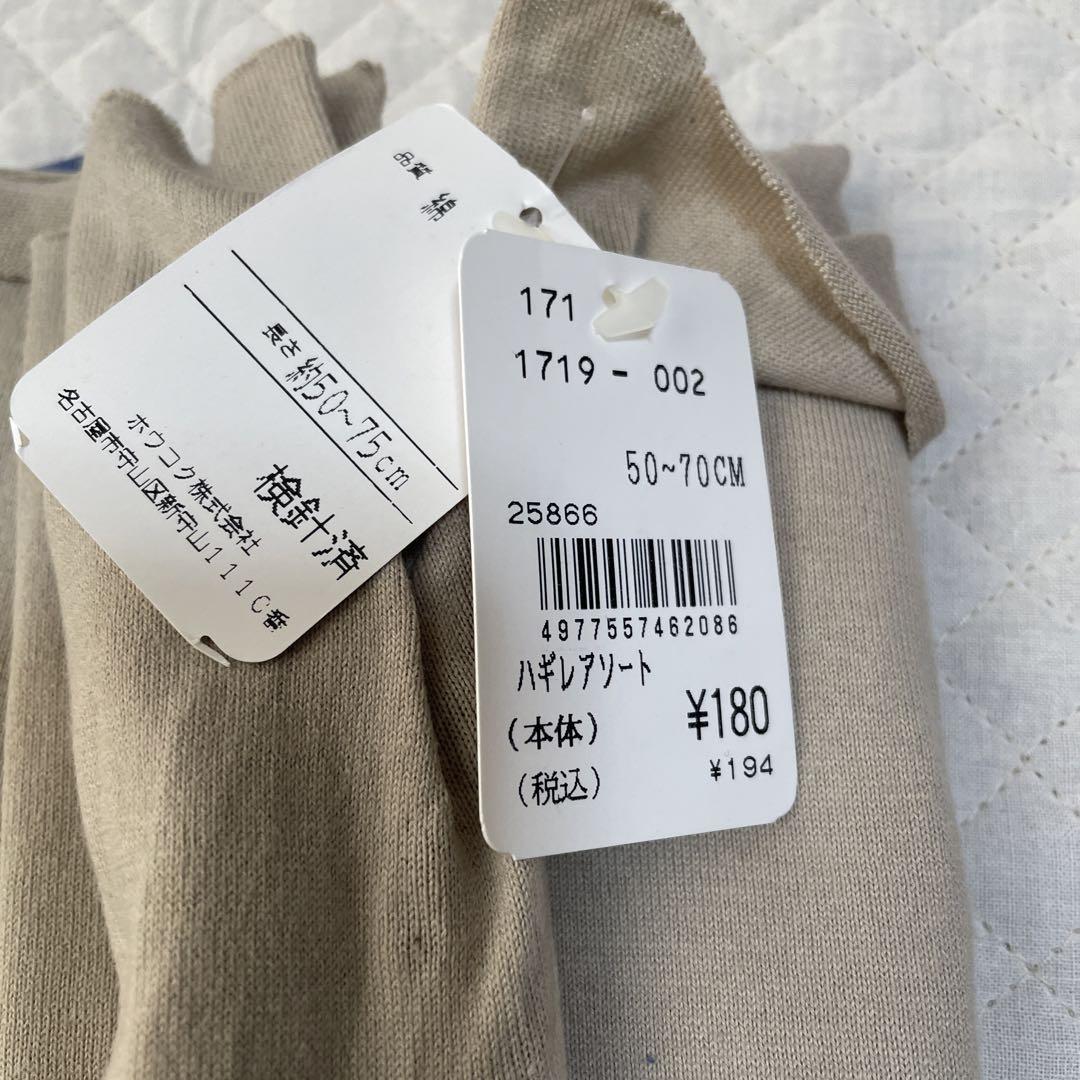 品質 綿
長さ 約50~75cm
検針済
ホウコク株式会社
名古屋市守山区新守山111C番
171
1719 - 002
50~70CM
25866
4977557462086
ハギレアソート
(本体) ¥180
(税込) ¥194